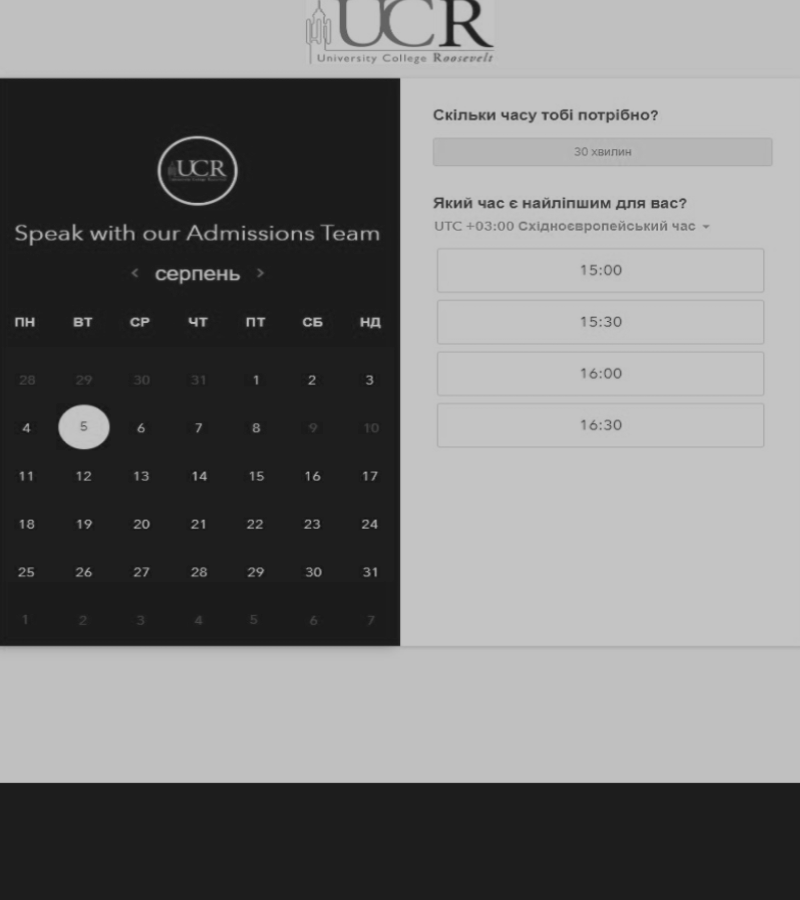 UCR
University College Roosevelt
UCR
Speak with our Admissions Team
серпень
ПН ВТ СР ЧТ ПТ СБ НД
28 29 30 31 1 2 3
4 5 6 7 8 9 10
11 12 13 14 15 16 17
18 19 20 21 22 23 24
25 26 27 28 29 30 31
1 2 3 4 5 6 7
Скільки часу тобі потрібно?
30 хвилин
Який час є найліпшим для вас?
UTC +03:00 Східноєвропейський час
15:00
15:30
16:00
16:30